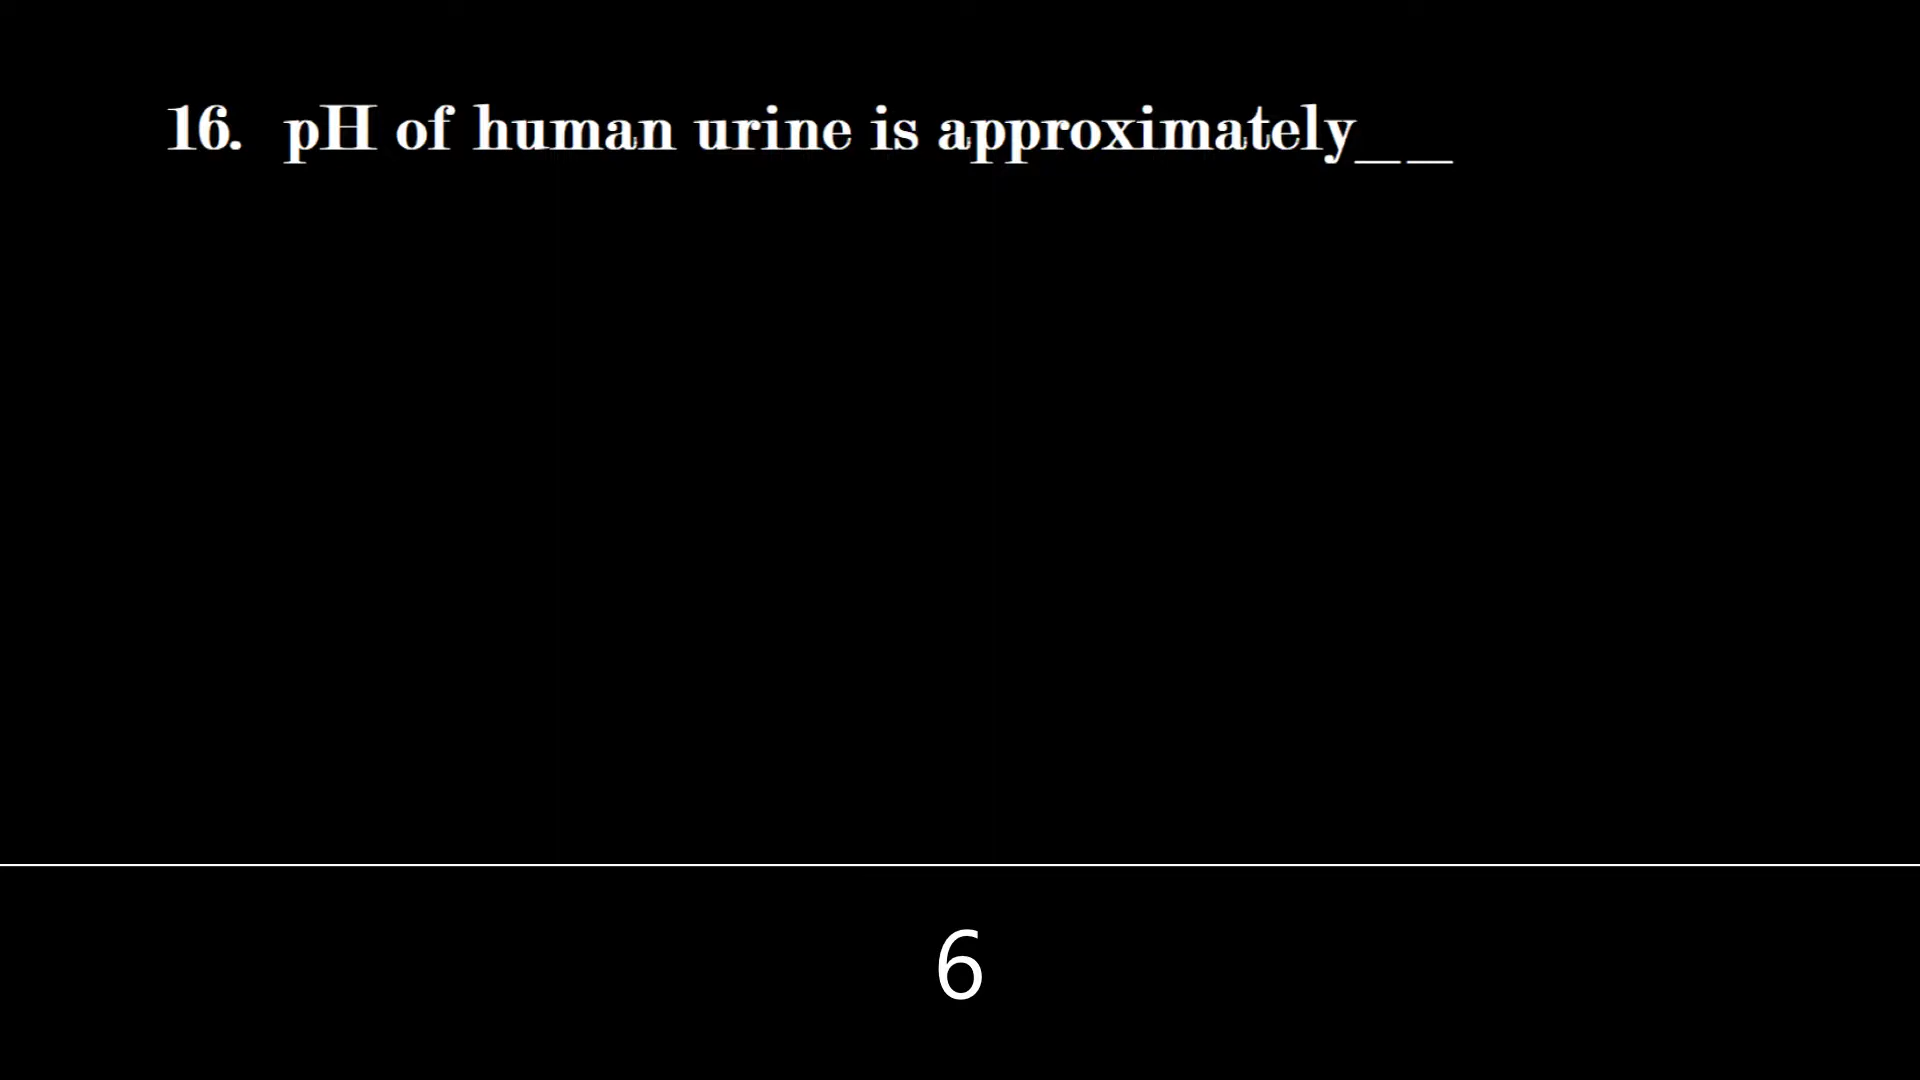 16. pH of human urine is approximately__
6